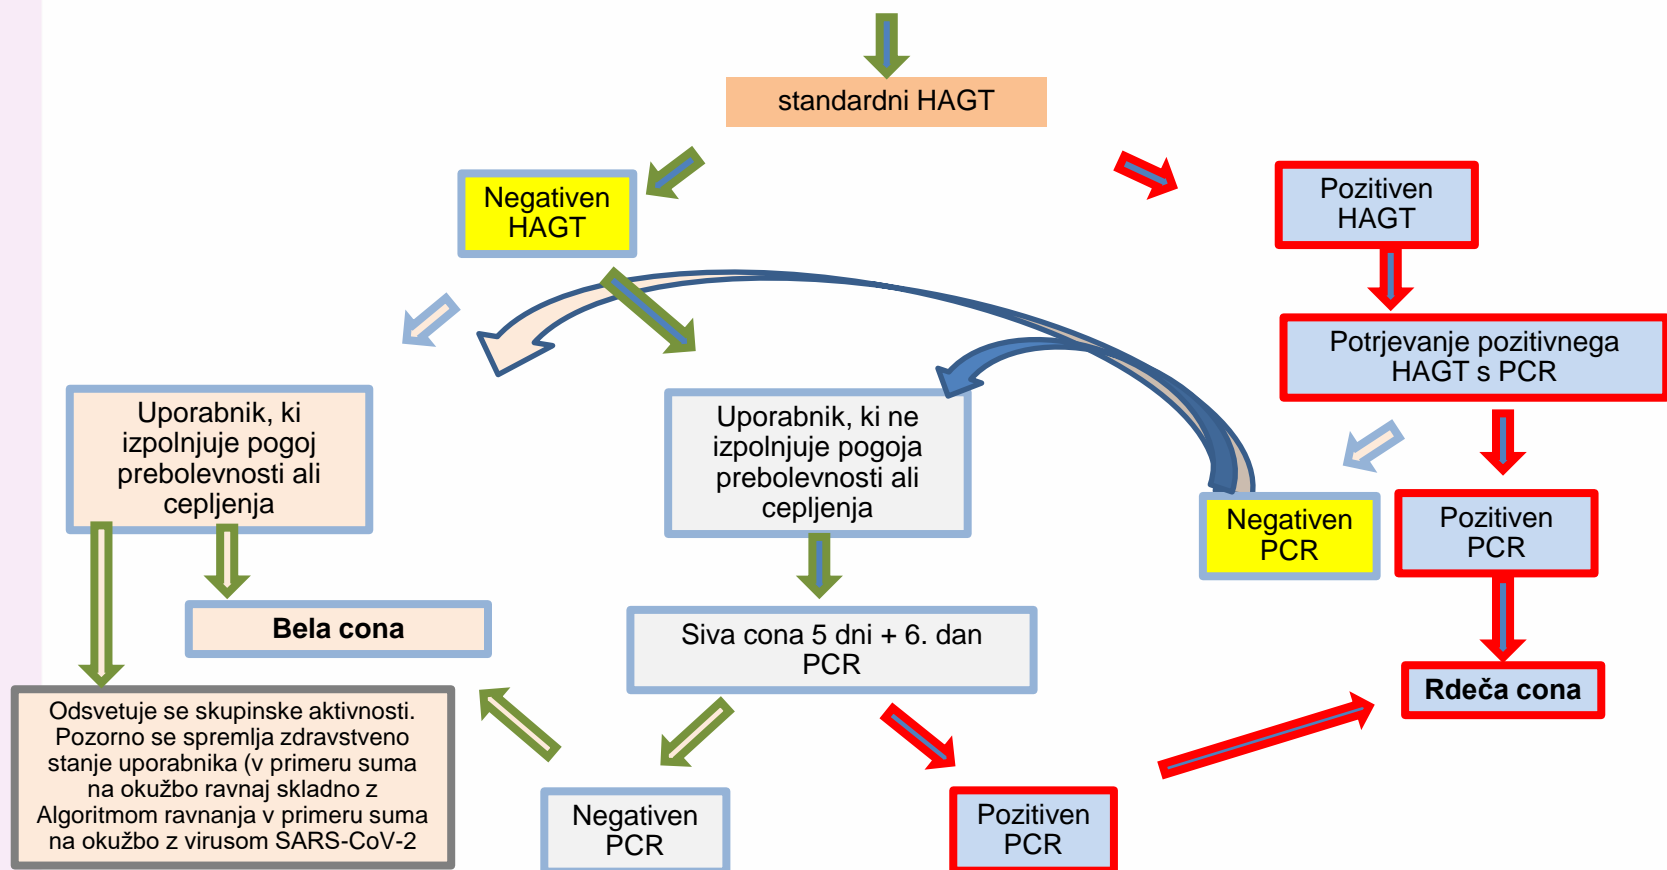 standardni HAGT
Negativen
HAGT
Pozitiven
HAGT
Potrjevanje pozitivnega
HAGT s PCR
Uporabnik, ki
izpolnjuje pogoj
prebolevnosti ali
cepljenja
Uporabnik, ki ne
izpolnjuje pogoja
prebolevnosti ali
cepljenja
Negativen
PCR
Pozitiven
PCR
Bela cona
Siva cona 5 dni + 6. dan
PCR
Rdeča cona
Odsvetuje se skupinske aktivnosti.
Pozorno se spremlja zdravstveno
stanje uporabnika (v primeru suma
na okužbo ravnaj skladno z
Algoritmom ravnanja v primeru suma
na okužbo z virusom SARS-CoV-2
Negativen
PCR
Pozitiven
PCR